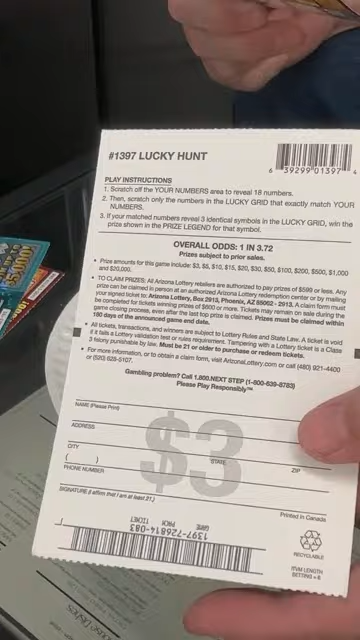 #1397 LUCKY HUNT
6 39299 01397 4
PLAY INSTRUCTIONS
1. Scratch off the YOUR NUMBERS area to reveal 18 numbers.
2. Then, scratch only the numbers in the LUCKY GRID that exactly match YOUR
NUMBERS.
3. If your matched numbers reveal 3 identical symbols in the LUCKY GRID, win the
prize shown in the PRIZE LEGEND for that symbol.
OVERALL ODDS: 1 IN 3.72
Prizes subject to prior sales.
• Prize amounts for this game include: $3, $5, $10, $15, $20, $30, $50, $100, $200, $500, $1,000
and $20,000.
• TO CLAIM PRIZES: All Arizona Lottery retailers are authorized to pay prizes of $599 or less. Any
prize can be claimed in person at an authorized Arizona Lottery redemption center or by mailing
your signed ticket to: Arizona Lottery, Box 2913, Phoenix, AZ 85062 - 2913. A claim form must
be completed for tickets winning prizes of $600 or more. Tickets may remain on sale during the
game closing process, even after the last top prize is claimed. Prizes must be claimed within
180 days of the announced game end date.
• All tickets, transactions, and winners are subject to Lottery Rules and State Law. A ticket is void
if it fails a Lottery validation test or rules requirement. Tampering with a Lottery ticket is a Class
3 felony punishable by law. Must be 21 or older to purchase or redeem tickets.
• For more information, or to obtain a claim form, visit ArizonaLottery.com or call (480) 921-4400
or (520) 628-5107.
Gambling problem? Call 1.800.NEXT STEP (1-800-639-8783)
Please Play Responsibly™
$3
NAME (Please Print)
ADDRESS
CITY
STATE
ZIP
( )
PHONE NUMBER
SIGNATURE (I affirm that I am at least 21.)
Printed in Canada
RECYCLABLE
ITVM LENGTH
SETTING = 6
GAME PACK TICKET
1397-726814-083